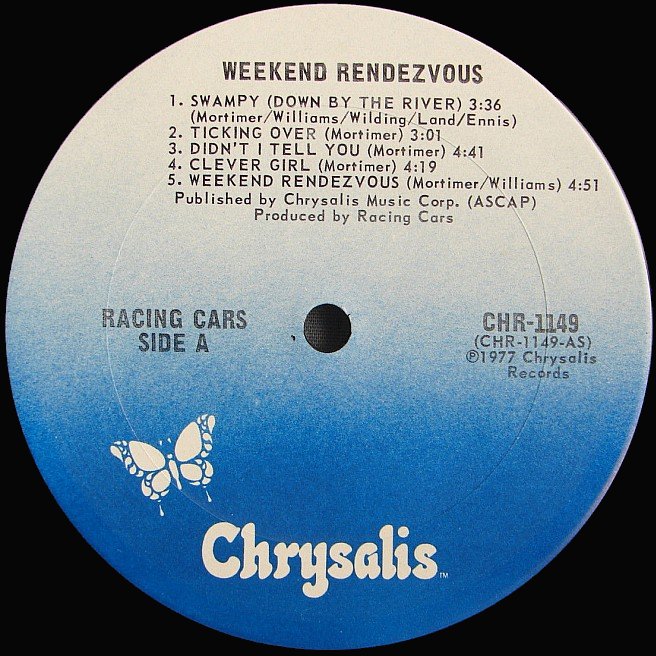 WEEKEND RENDEZVOUS
1. SWAMPY (DOWN BY THE RIVER) 3:36
(Mortimer/Williams/Wilding/Land/Ennis)
2. TICKING OVER (Mortimer) 3:01
3. DIDN'T I TELL YOU (Mortimer) 4:41
4. CLEVER GIRL (Mortimer) 4:19
5. WEEKEND RENDEZVOUS (Mortimer/Williams) 4:51
Published by Chrysalis Music Corp. (ASCAP)
Produced by Racing Cars
RACING CARS
SIDE A
CHR-1149
(CHR-1149-AS)
℗1977 Chrysalis
Records
Chrysalis™